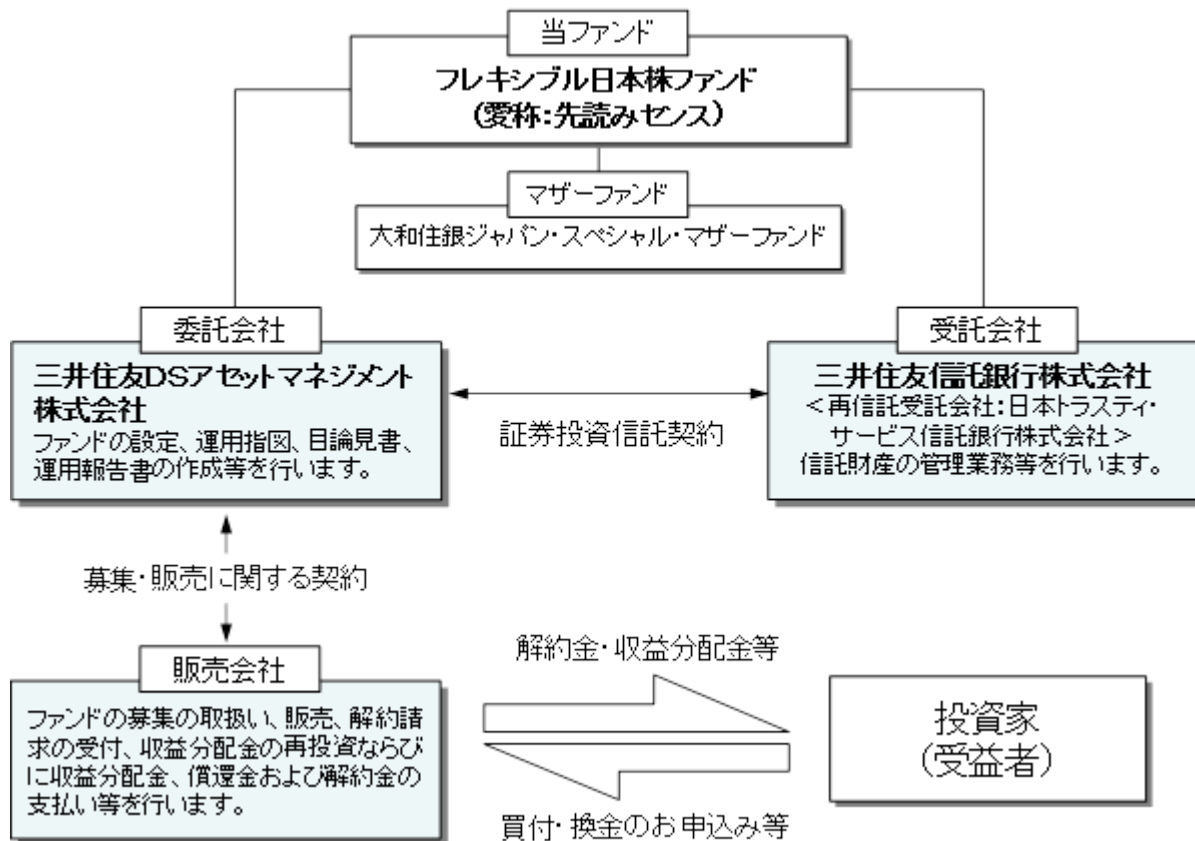 当ファンド
フレキシブル日本株ファンド
(愛称:先読みセンス)
マザーファンド
大和住銀ジャパン・スペシャル・マザーファンド
委託会社
三井住友DSアセットマネジメント
株式会社
ファンドの設定、運用指図、目論見書、
運用報告書の作成等を行います。
証券投資信託契約
受託会社
三井住友信託銀行株式会社
<再信託受託会社:日本トラスティ・
サービス信託銀行株式会社>
信託財産の管理業務等を行います。
募集・販売に関する契約
販売会社
ファンドの募集の取扱い、販売、解約請
求の受付、収益分配金の再投資ならび
に収益分配金、償還金および解約金の
支払い等を行います。
解約金・収益分配金等
買付・換金のお申込み等
投資家
(受益者)